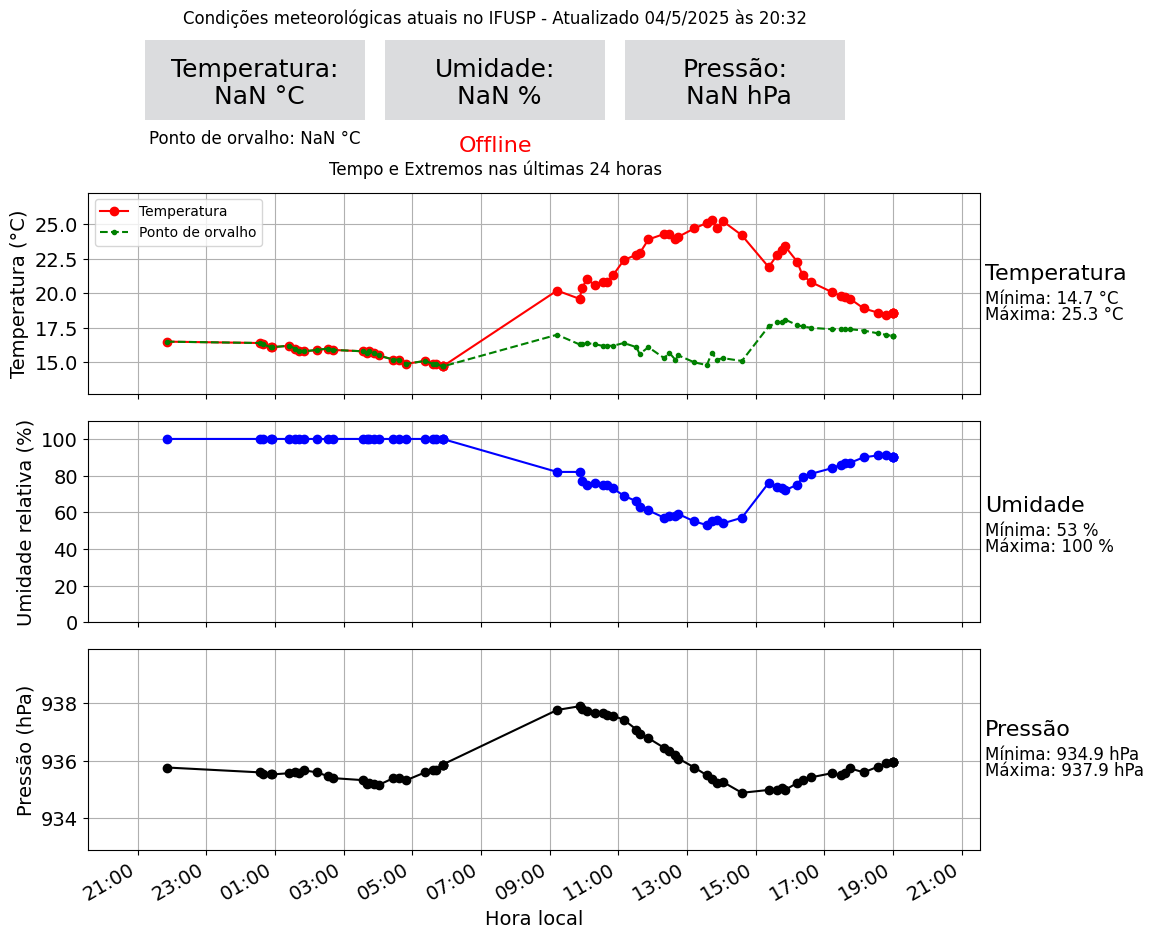 Condições meteorológicas atuais no IFUSP - Atualizado 04/5/2025 às 20:32
Temperatura:
NaN °C
Umidade:
NaN %
Pressão:
NaN hPa
Ponto de orvalho: NaN °C
Offline
Tempo e Extremos nas últimas 24 horas
Temperatura (°C)
25.0
22.5
20.0
17.5
15.0
Temperatura
Ponto de orvalho
Temperatura
Mínima: 14.7 °C
Máxima: 25.3 °C
Umidade relativa (%)
100
80
60
40
20
0
Umidade
Mínima: 53 %
Máxima: 100 %
Pressão (hPa)
938
936
934
Pressão
Mínima: 934.9 hPa
Máxima: 937.9 hPa
21:00 23:00 01:00 03:00 05:00 07:00 09:00 11:00 13:00 15:00 17:00 19:00 21:00
Hora local